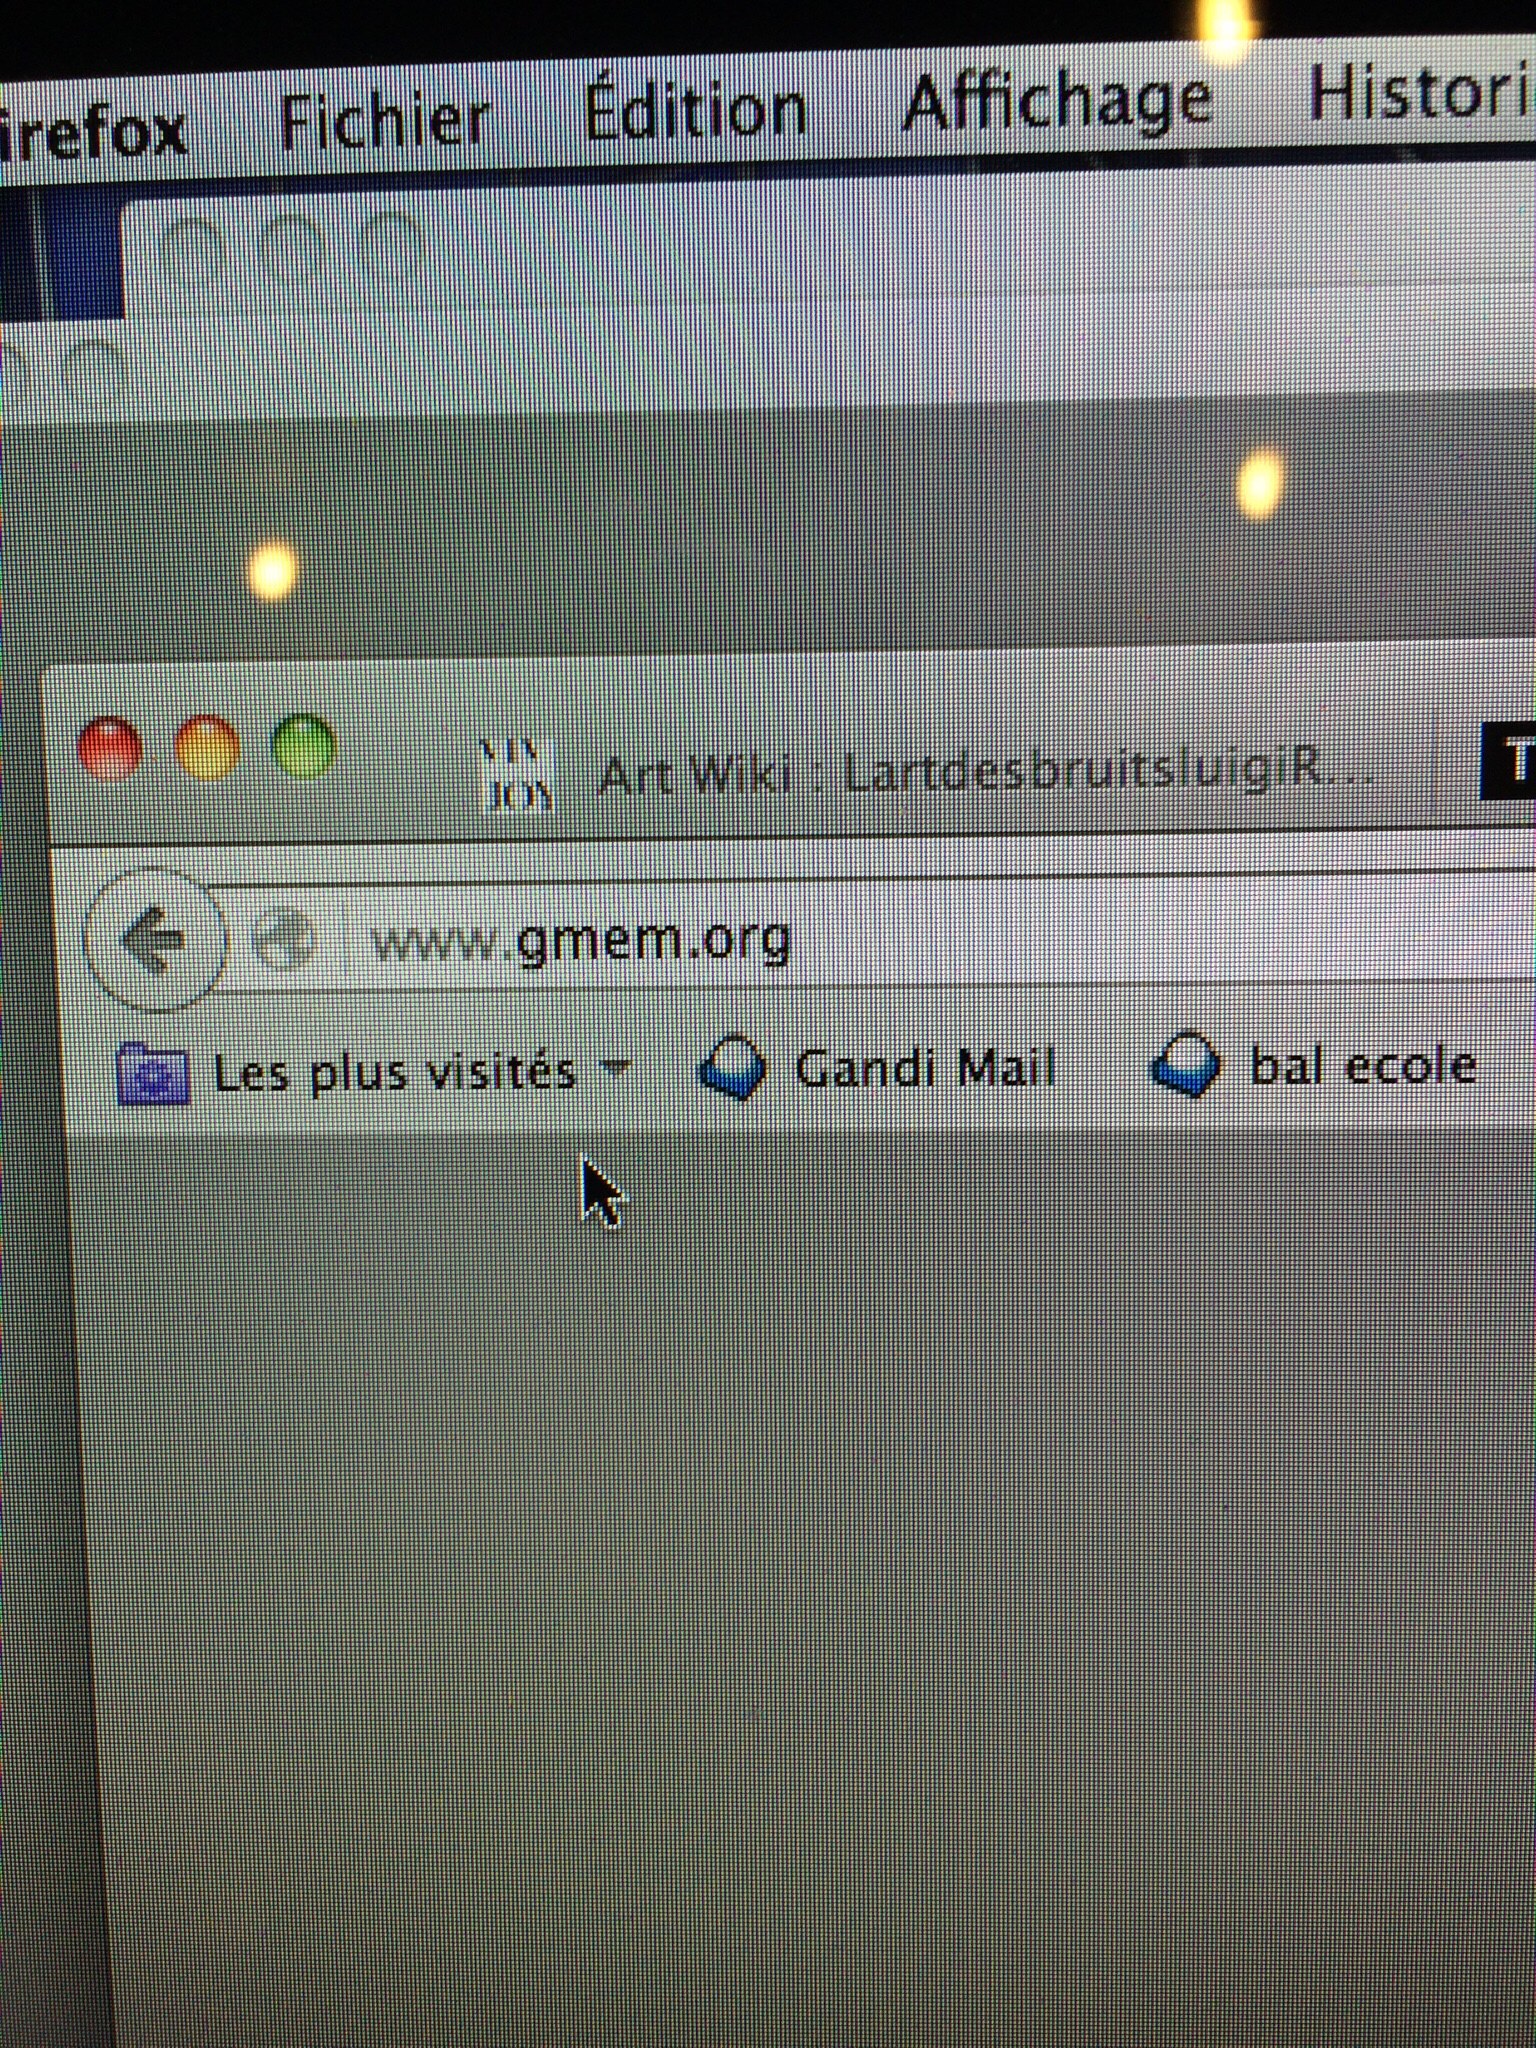 irefox Fichier Édition Affichage Histori
Art Wiki : LartdesbruitsluigiR... T
www.gmem.org
Les plus visités Gandi Mail bal ecole